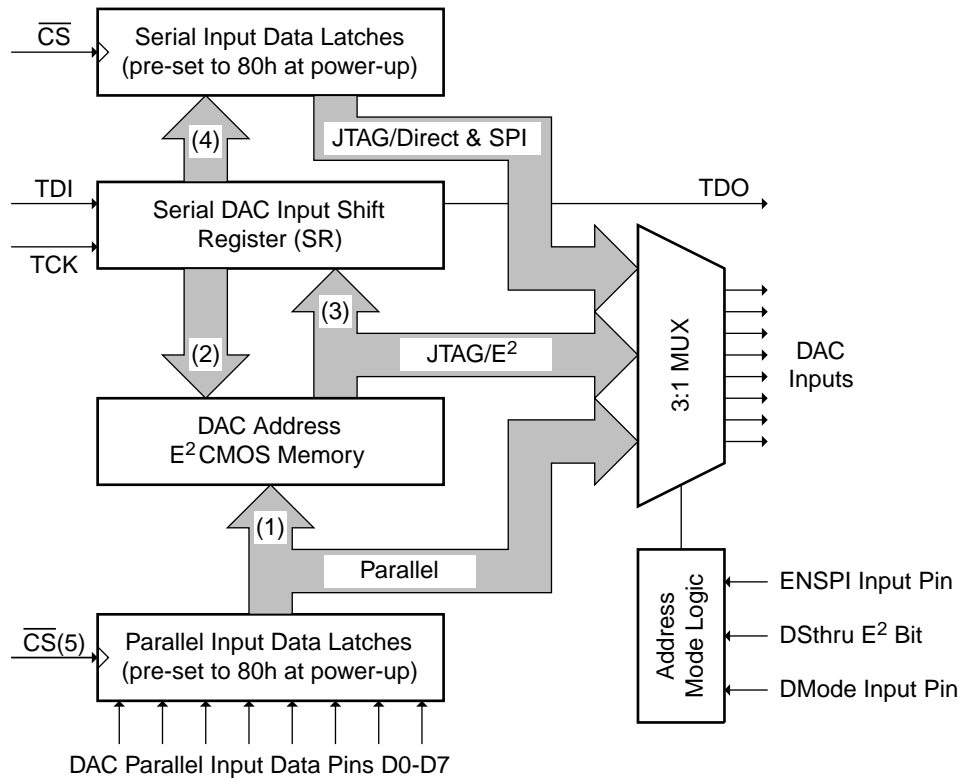 CS
Serial Input Data Latches
(pre-set to 80h at power-up)
JTAG/Direct & SPI
(4)
TDI
Serial DAC Input Shift
Register (SR)
TDO
TCK
(3)
(2)
JTAG/E²
3:1 MUX
DAC
Inputs
DAC Address
E² CMOS Memory
(1)
Parallel
Address
Mode Logic
ENSPI Input Pin
DSthru E² Bit
DMode Input Pin
CS(5)
Parallel Input Data Latches
(pre-set to 80h at power-up)
DAC Parallel Input Data Pins D0-D7